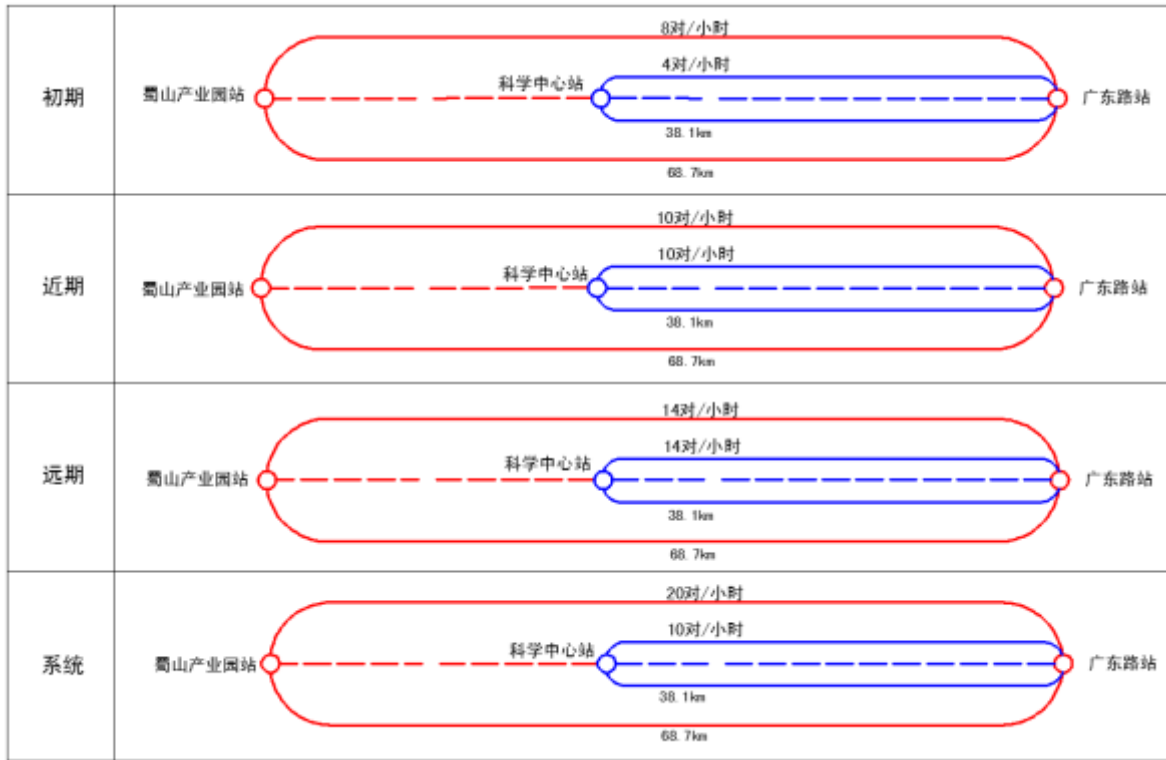 初期
8对/小时
4对/小时
蜀山产业园站
科学中心站
广东路站
38.1km
68.7km
近期
10对/小时
10对/小时
蜀山产业园站
科学中心站
广东路站
38.1km
68.7km
远期
14对/小时
14对/小时
蜀山产业园站
科学中心站
广东路站
38.1km
68.7km
系统
20对/小时
10对/小时
蜀山产业园站
科学中心站
广东路站
38.1km
68.7km